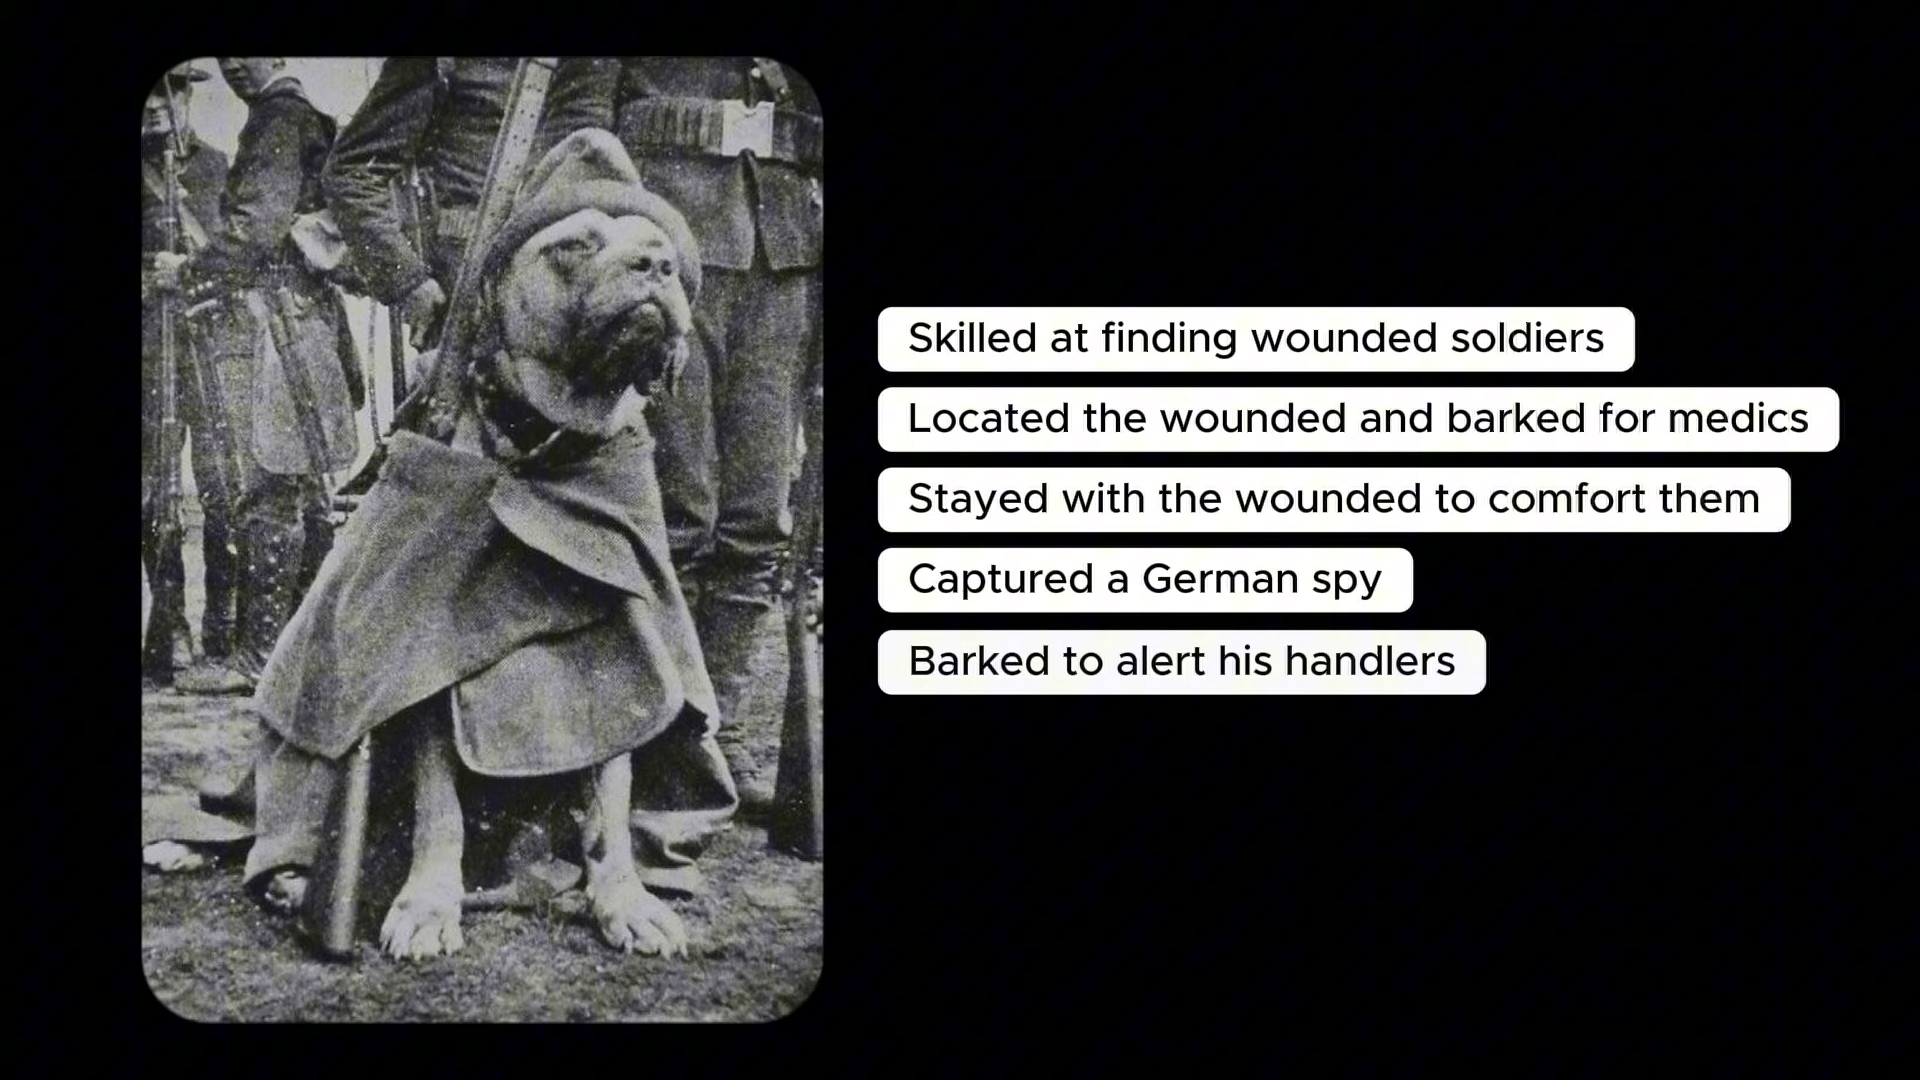 Skilled at finding wounded soldiers
Located the wounded and barked for medics
Stayed with the wounded to comfort them
Captured a German spy
Barked to alert his handlers